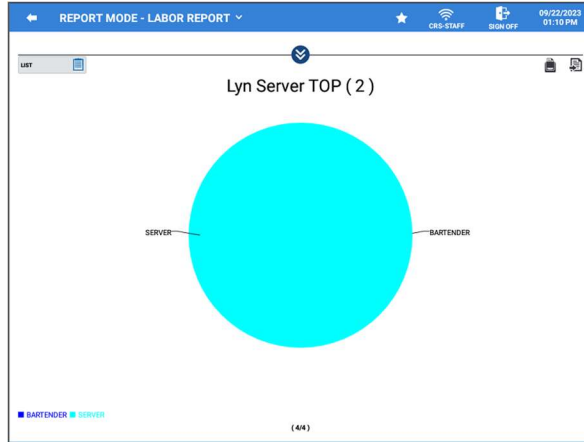 REPORT MODE - LABOR REPORT
CRS-STAFF
SIGN OFF
09/22/2023
01:10 PM
LIST
Lyn Server TOP ( 2 )
SERVER
BARTENDER
BARTENDER SERVER
( 4/4 )